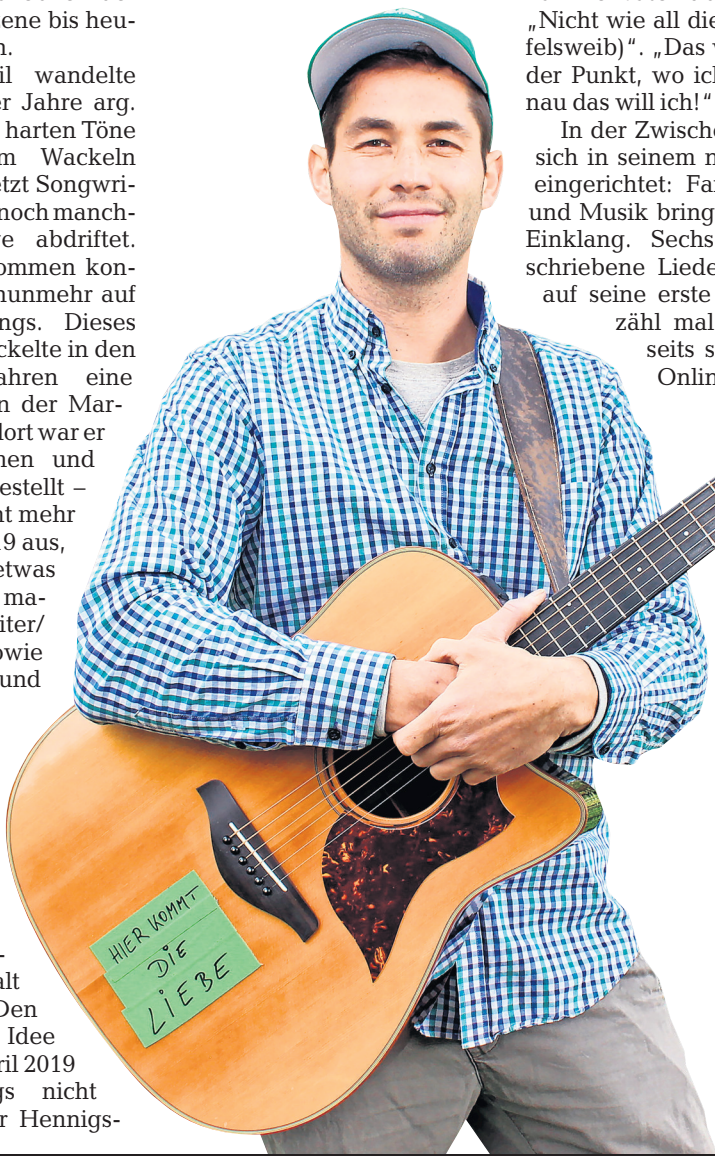 ene bis heu-
n.
il wandelte
er Jahre arg.
harten Töne
m Wackeln
etzt Songwri-
noch manch-
e abdriftet.
ommen kon-
nunmehr auf
ngs. Dieses
ckelte in den
ahren eine
n der Mar-
dort war er
nen und
estellt –
nt mehr
19 aus,
etwas
ma-
iter/
owie
und
-
alt
Den
Idee
ril 2019
gs nicht
r Hennigs-
HIER KOMMT
DIE
LIEBE
„Nicht wie all die
felsweib)“. „Das
der Punkt, wo ich
nau das will ich!“
In der Zwische
sich in seinem n
eingerichtet: Fa
und Musik bring
Einklang. Sechs
schriebene Liede
auf seine erste
zähl mal
seits s
Onlin